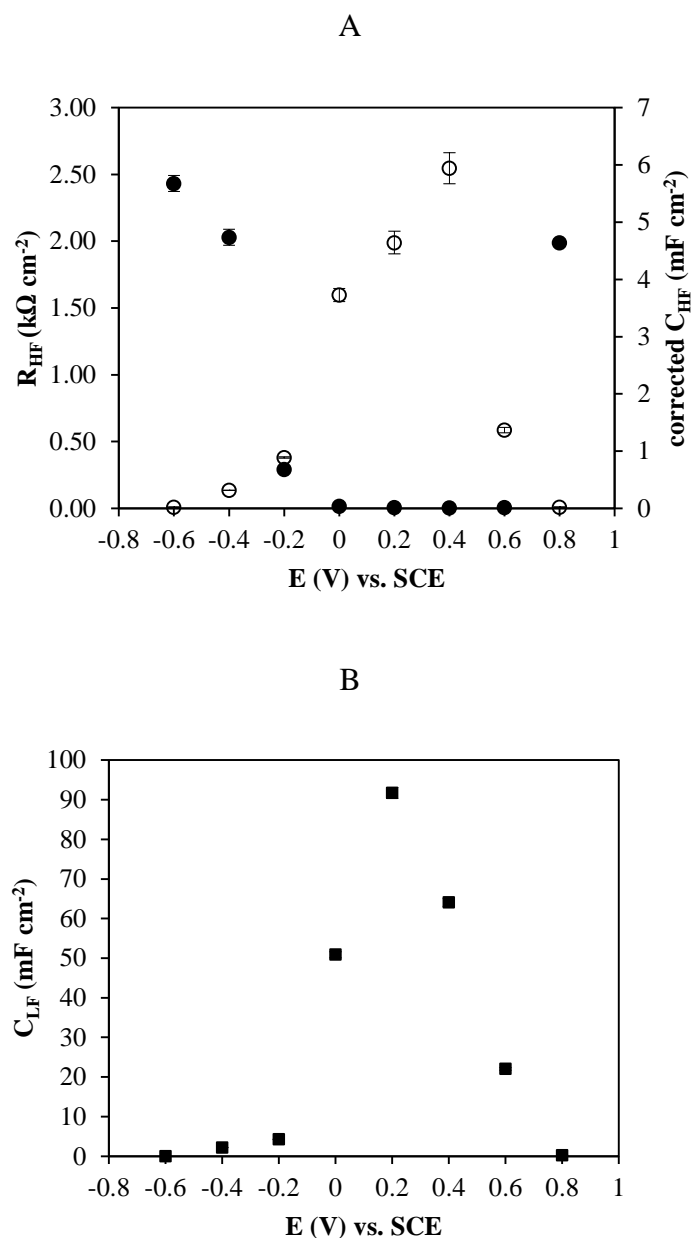 A
3.00
2.50
2.00
1.50
1.00
0.50
0.00
R_HF (kΩ cm⁻²)
7
6
5
4
3
2
1
0
corrected C_HF (mF cm⁻²)
-0.8 -0.6 -0.4 -0.2 0 0.2 0.4 0.6 0.8 1
E (V) vs. SCE
B
100
90
80
70
60
50
40
30
20
10
0
C_LF (mF cm⁻²)
-0.8 -0.6 -0.4 -0.2 0 0.2 0.4 0.6 0.8 1
E (V) vs. SCE